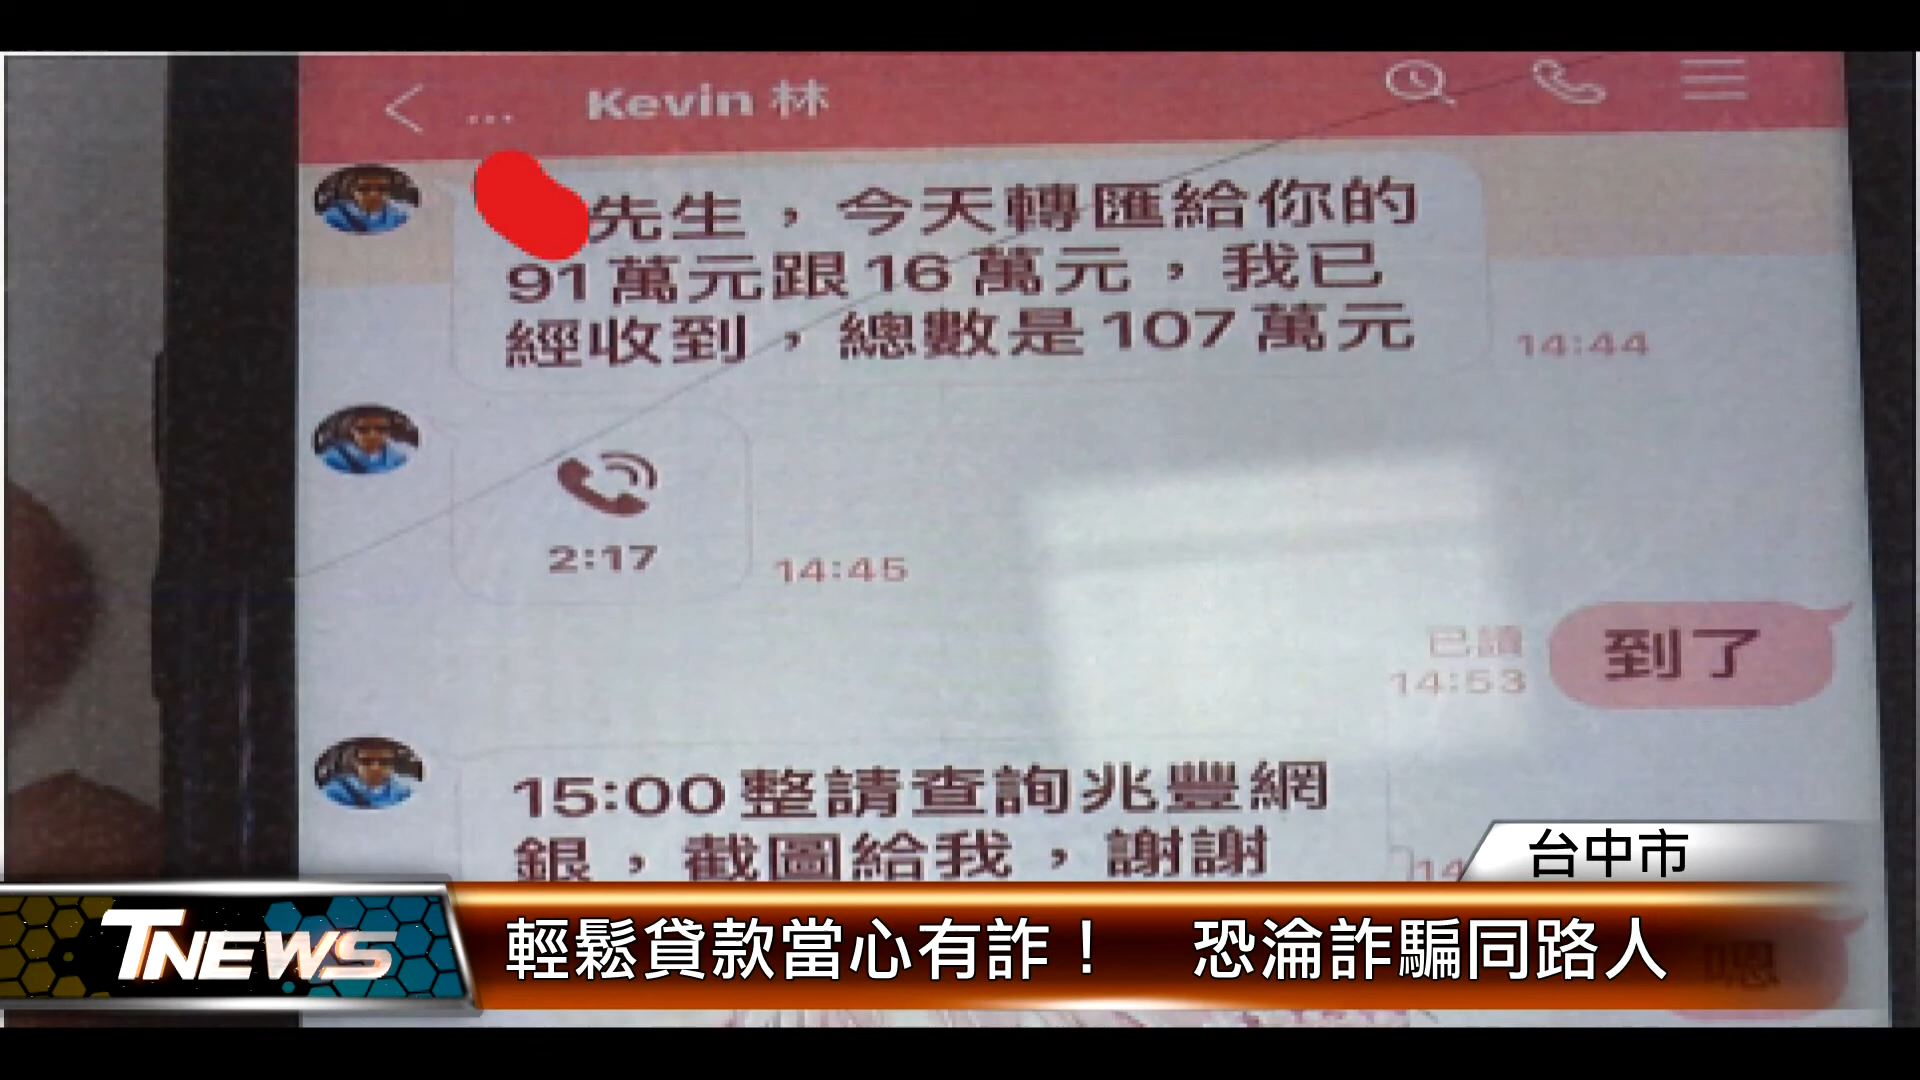 Kevin 林
先生，今天轉匯給你的
91萬元跟16萬元，我已
經收到，總數是107萬元
14:44
2:17
14:45
已讀
14:53
到了
15:00整請查詢兆豐網
銀，截圖給我，謝謝
14
台中市
TNEWS
輕鬆貸款當心有詐！ 恐淪詐騙同路人
嗯